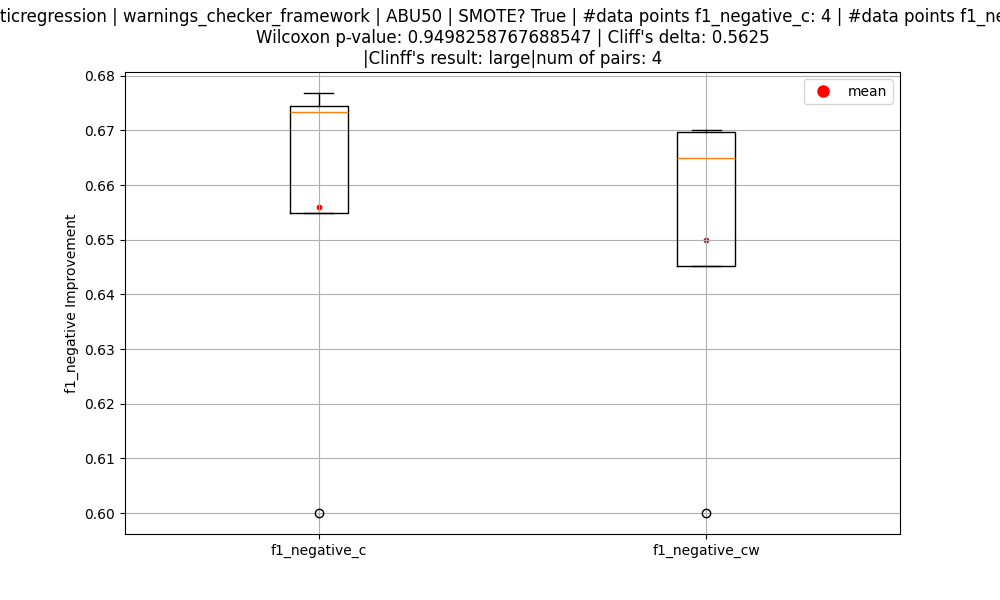 ticregression | warnings_checker_framework | ABU50 | SMOTE? True | #data points f1_negative_c: 4 | #data points f1_ne
Wilcoxon p-value: 0.9498258767688547 | Cliff's delta: 0.5625
|Clinff's result: large|num of pairs: 4
mean
0.68
0.67
0.66
0.65
0.64
0.63
0.62
0.61
0.60
f1_negative Improvement
f1_negative_c
f1_negative_cw